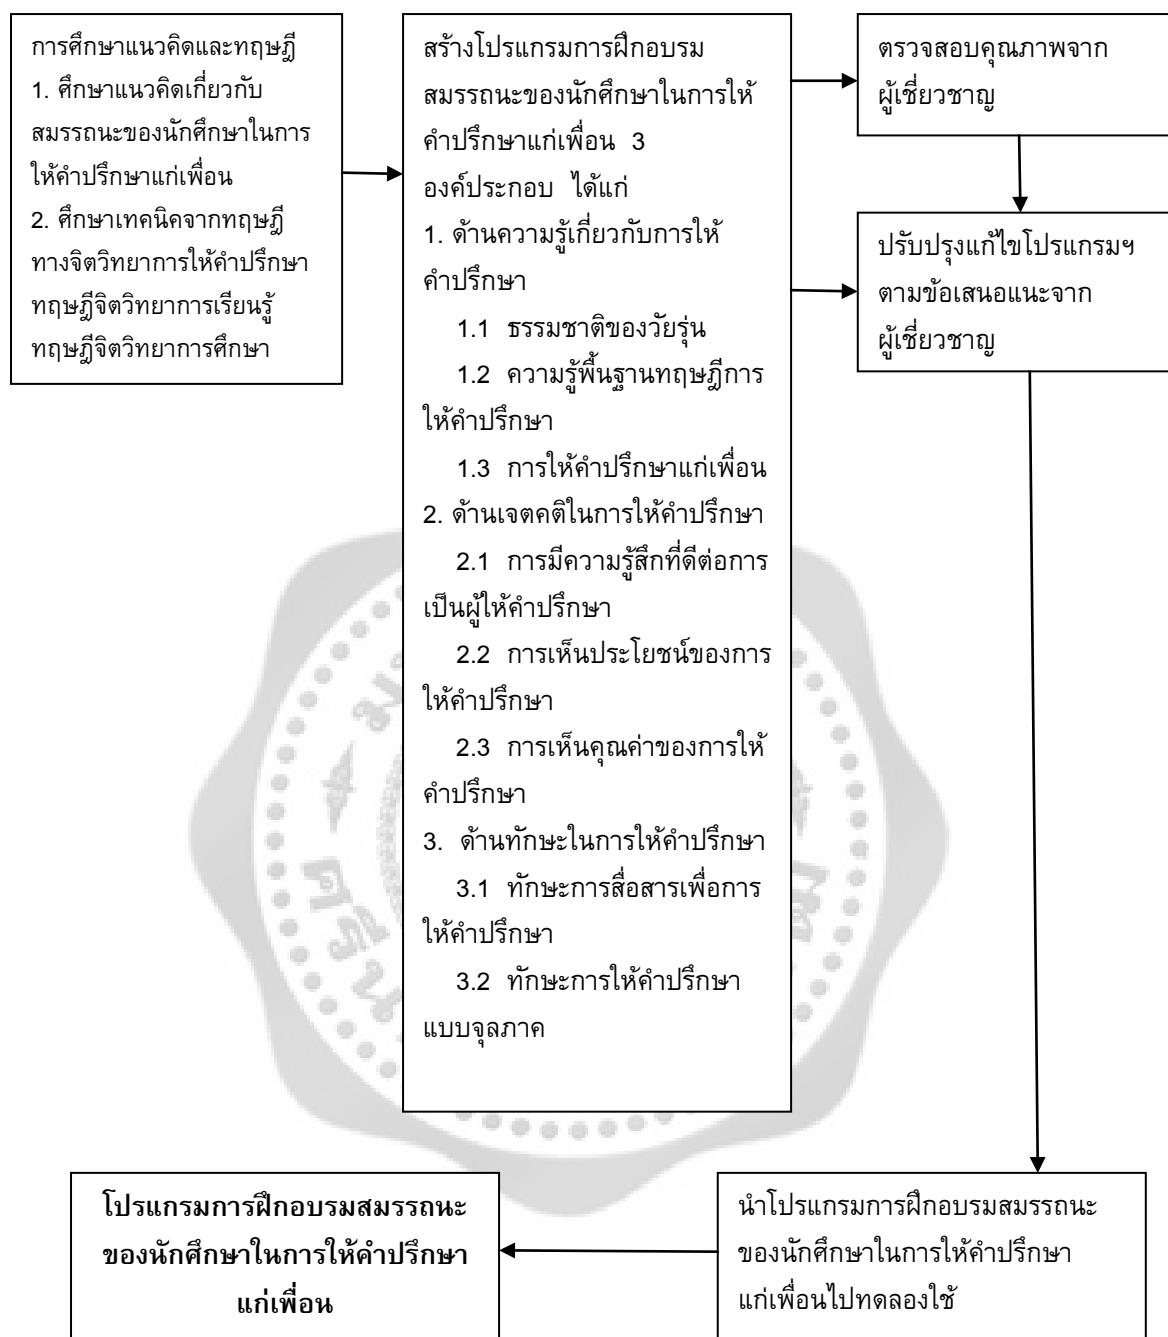 การศึกษาแนวคิดและทฤษฎี
1. ศึกษาแนวคิดเกี่ยวกับ
สมรรถนะของนักศึกษาในการ
ให้คำปรึกษาแก่เพื่อน
2. ศึกษาเทคนิคจากทฤษฎี
ทางจิตวิทยาการให้คำปรึกษา
ทฤษฎีจิตวิทยาการเรียนรู้
ทฤษฎีจิตวิทยาการศึกษา
สร้างโปรแกรมการฝึกอบรม
สมรรถนะของนักศึกษาในการให้
คำปรึกษาแก่เพื่อน 3
องค์ประกอบ ได้แก่
1. ด้านความรู้เกี่ยวกับการให้
คำปรึกษา
1.1 ธรรมชาติของวัยรุ่น
1.2 ความรู้พื้นฐานทฤษฎีการ
ให้คำปรึกษา
1.3 การให้คำปรึกษาแก่เพื่อน
2. ด้านเจตคติในการให้คำปรึกษา
2.1 การมีความรู้สึกที่ดีต่อการ
เป็นผู้ให้คำปรึกษา
2.2 การเห็นประโยชน์ของการ
ให้คำปรึกษา
2.3 การเห็นคุณค่าของการให้
คำปรึกษา
3. ด้านทักษะในการให้คำปรึกษา
3.1 ทักษะการสื่อสารเพื่อการ
ให้คำปรึกษา
3.2 ทักษะการให้คำปรึกษา
แบบจุลภาค
ตรวจสอบคุณภาพจาก
ผู้เชี่ยวชาญ
ปรับปรุงแก้ไขโปรแกรมฯ
ตามข้อเสนอแนะจาก
ผู้เชี่ยวชาญ
นำโปรแกรมการฝึกอบรมสมรรถนะ
ของนักศึกษาในการให้คำปรึกษา
แก่เพื่อนไปทดลองใช้
โปรแกรมการฝึกอบรมสมรรถนะ
ของนักศึกษาในการให้คำปรึกษา
แก่เพื่อน